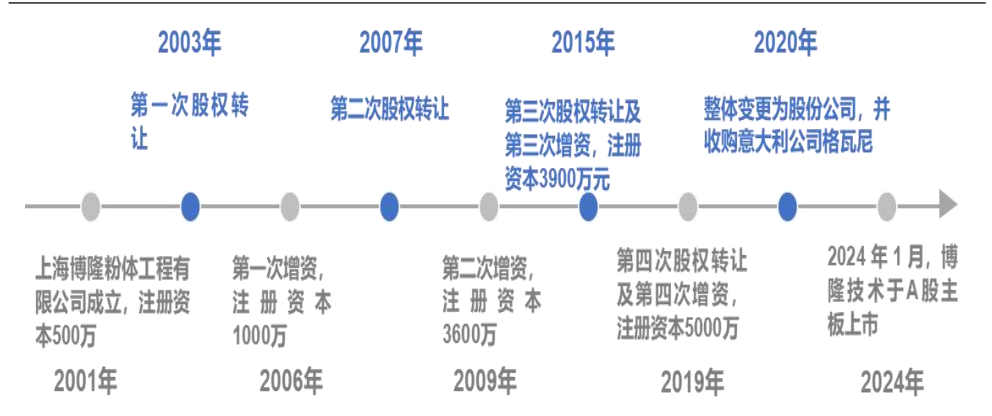 2003年
2007年
2015年
2020年
第一次股权转
让
第二次股权转让
第三次股权转让及
第三次增资，注册
资本3900万元
整体变更为股份公司，并
收购意大利公司格瓦尼
上海博隆粉体工程有
限公司成立，注册资
本500万
第一次增资，
注册资本
1000万
第二次增资，
注册资本
3600万
第四次股权转让
及第四次增资，
注册资本5000万
2024年1月，博
隆技术于A股主
板上市
2001年
2006年
2009年
2019年
2024年